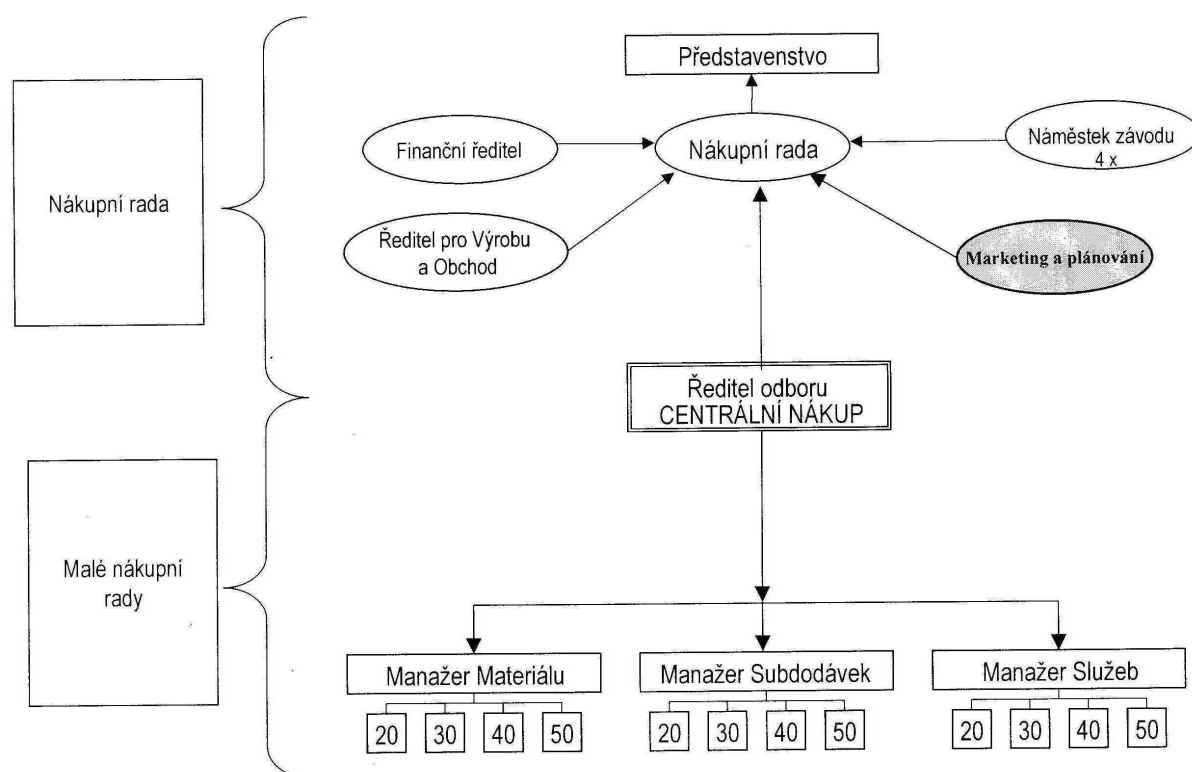 Představenstvo
Finanční ředitel
Nákupní rada
Náměstek závodu
4 x
Nákupní rada
Ředitel pro Výrobu
a Obchod
Marketing a plánování
Ředitel odboru
CENTRÁLNÍ NÁKUP
Malé nákupní
rady
Manažer Materiálu
Manažer Subdodávek
Manažer Služeb
20 30 40 50
20 30 40 50
20 30 40 50